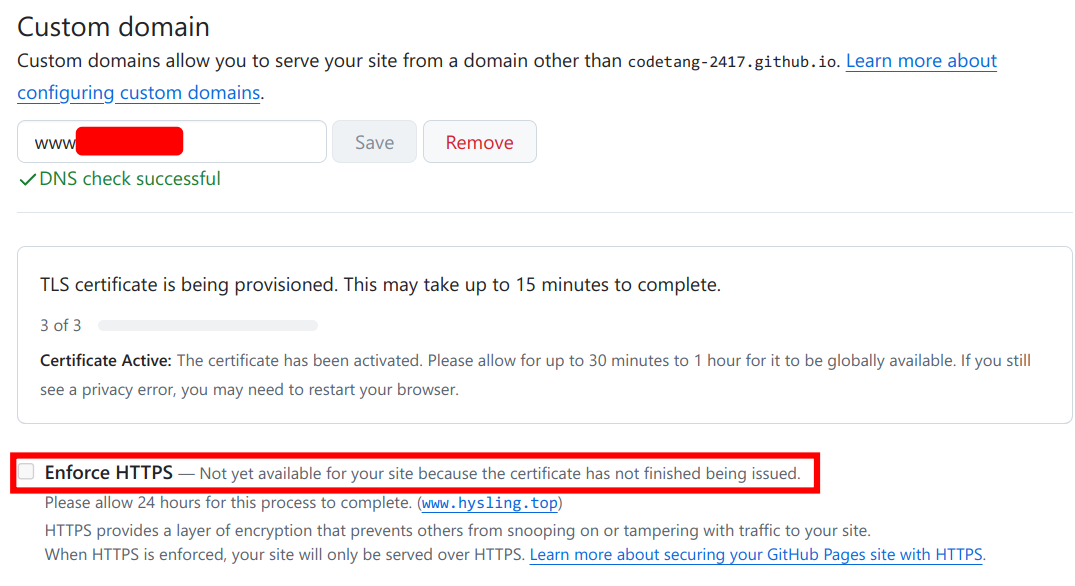 Custom domain
Custom domains allow you to serve your site from a domain other than codetang-2417.github.io. Learn more about
configuring custom domains.
www
Save
Remove
DNS check successful
TLS certificate is being provisioned. This may take up to 15 minutes to complete.
3 of 3
Certificate Active: The certificate has been activated. Please allow for up to 30 minutes to 1 hour for it to be globally available. If you still
see a privacy error, you may need to restart your browser.
Enforce HTTPS — Not yet available for your site because the certificate has not finished being issued.
Please allow 24 hours for this process to complete. (www.hysling.top)
HTTPS provides a layer of encryption that prevents others from snooping on or tampering with traffic to your site.
When HTTPS is enforced, your site will only be served over HTTPS. Learn more about securing your GitHub Pages site with HTTPS.